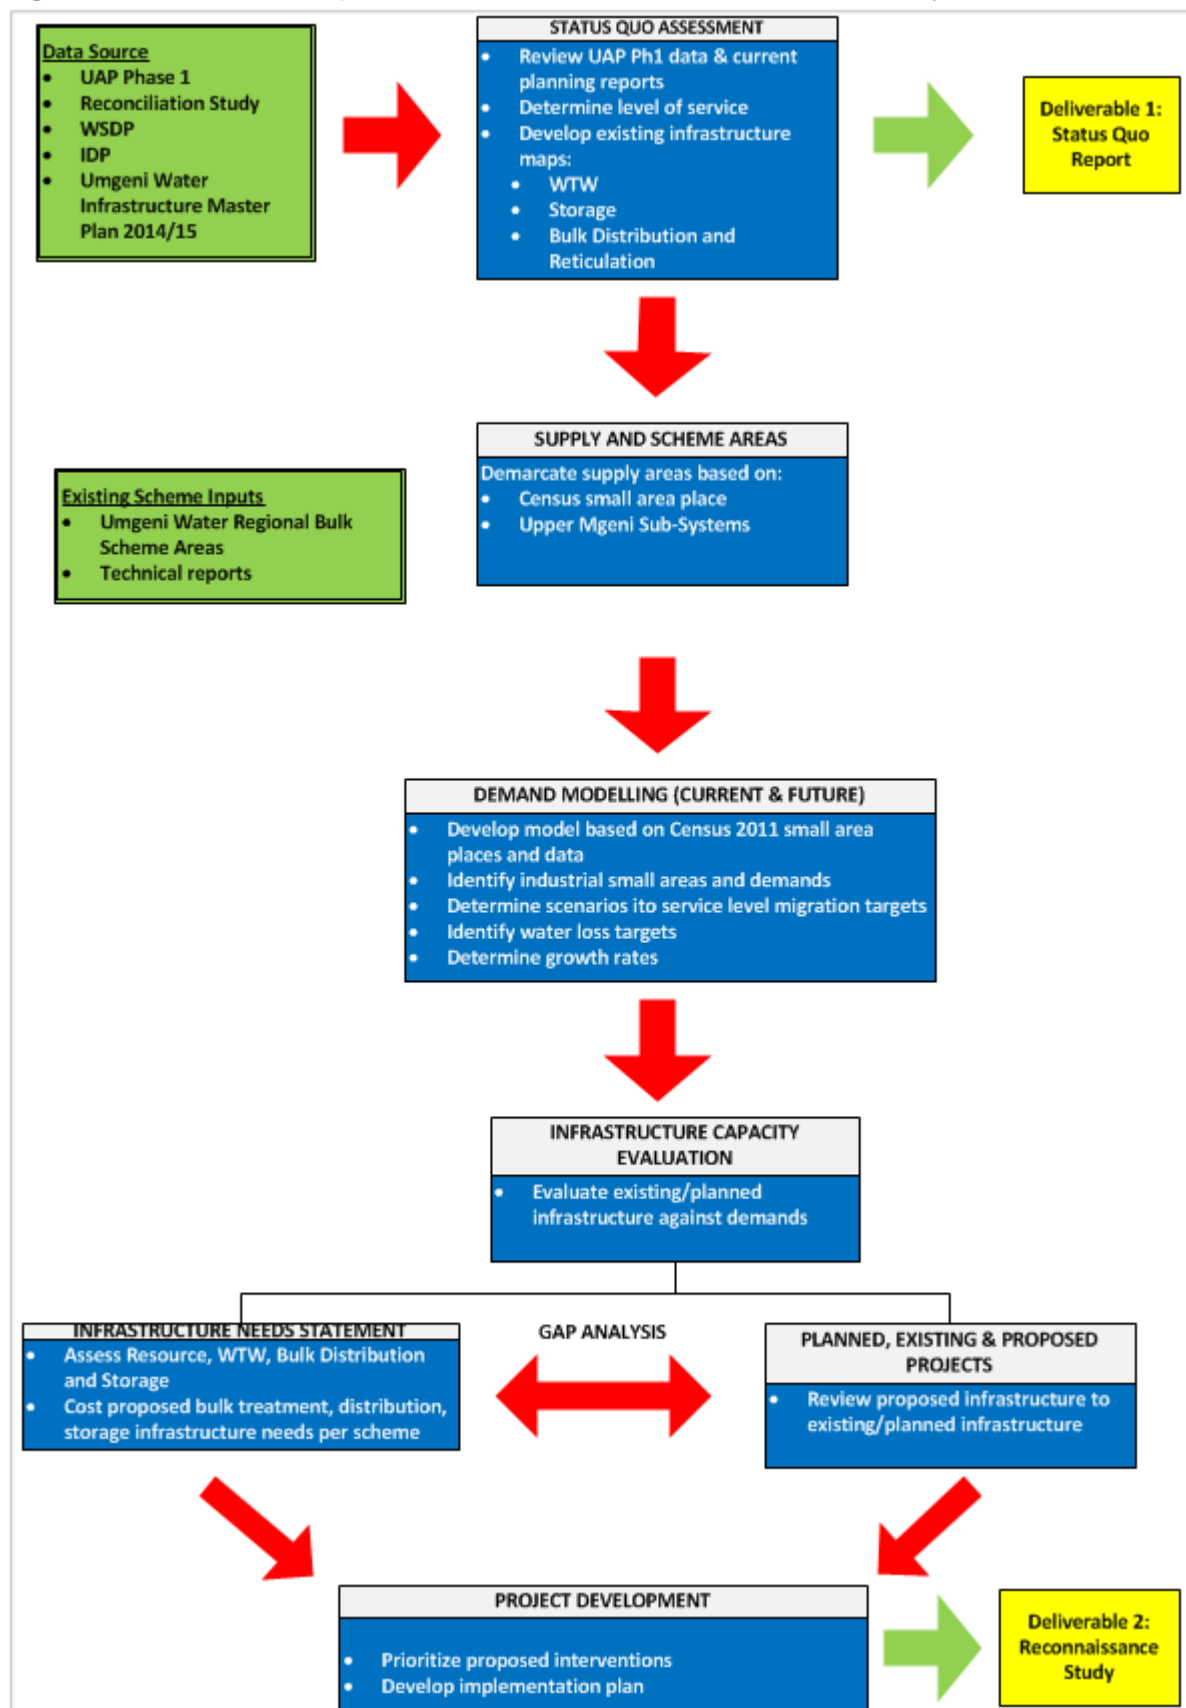 Data Source
• UAP Phase 1
• Reconciliation Study
• WSDP
• IDP
• Umgeni Water
Infrastructure Master
Plan 2014/15
STATUS QUO ASSESSMENT
• Review UAP Ph1 data & current
planning reports
• Determine level of service
• Develop existing infrastructure
maps:
• WTW
• Storage
• Bulk Distribution and
Reticulation
Deliverable 1:
Status Quo
Report
SUPPLY AND SCHEME AREAS
Demarcate supply areas based on:
• Census small area place
• Upper Mgeni Sub-Systems
Existing Scheme Inputs
• Umgeni Water Regional Bulk
Scheme Areas
• Technical reports
DEMAND MODELLING (CURRENT & FUTURE)
• Develop model based on Census 2011 small area
places and data
• Identify industrial small areas and demands
• Determine scenarios ito service level migration targets
• Identify water loss targets
• Determine growth rates
INFRASTRUCTURE CAPACITY
EVALUATION
• Evaluate existing/planned
infrastructure against demands
INFRASTRUCTURE NEEDS STATEMENT
• Assess Resource, WTW, Bulk Distribution
and Storage
• Cost proposed bulk treatment, distribution,
storage infrastructure needs per scheme
GAP ANALYSIS
PLANNED, EXISTING & PROPOSED
PROJECTS
• Review proposed infrastructure to
existing/planned infrastructure
PROJECT DEVELOPMENT
• Prioritize proposed interventions
• Develop implementation plan
Deliverable 2:
Reconnaissance
Study